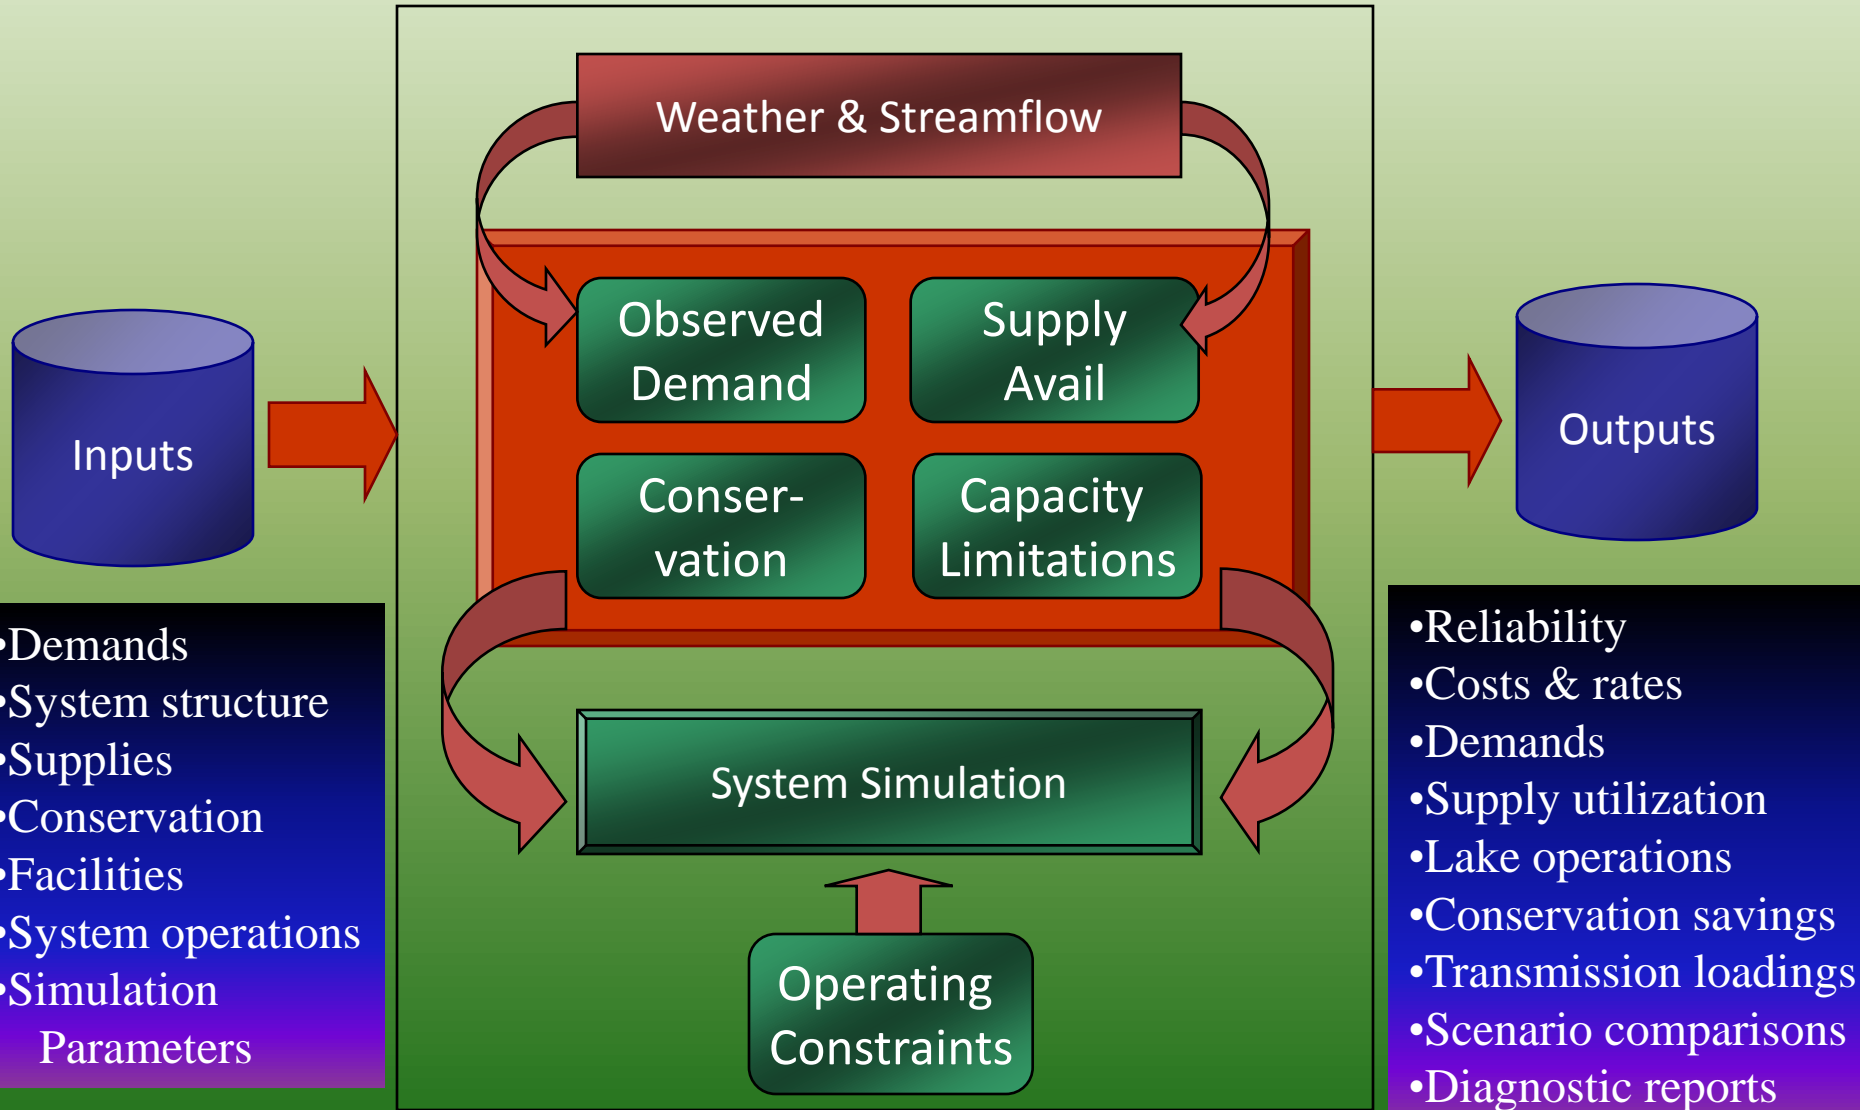 Weather & Streamflow
Observed
Demand
Supply
Avail
Conser-
vation
Capacity
Limitations
System Simulation
Operating
Constraints
Inputs
•Demands
•System structure
•Supplies
•Conservation
•Facilities
•System operations
•Simulation
Parameters
Outputs
•Reliability
•Costs & rates
•Demands
•Supply utilization
•Lake operations
•Conservation savings
•Transmission loadings
•Scenario comparisons
•Diagnostic reports